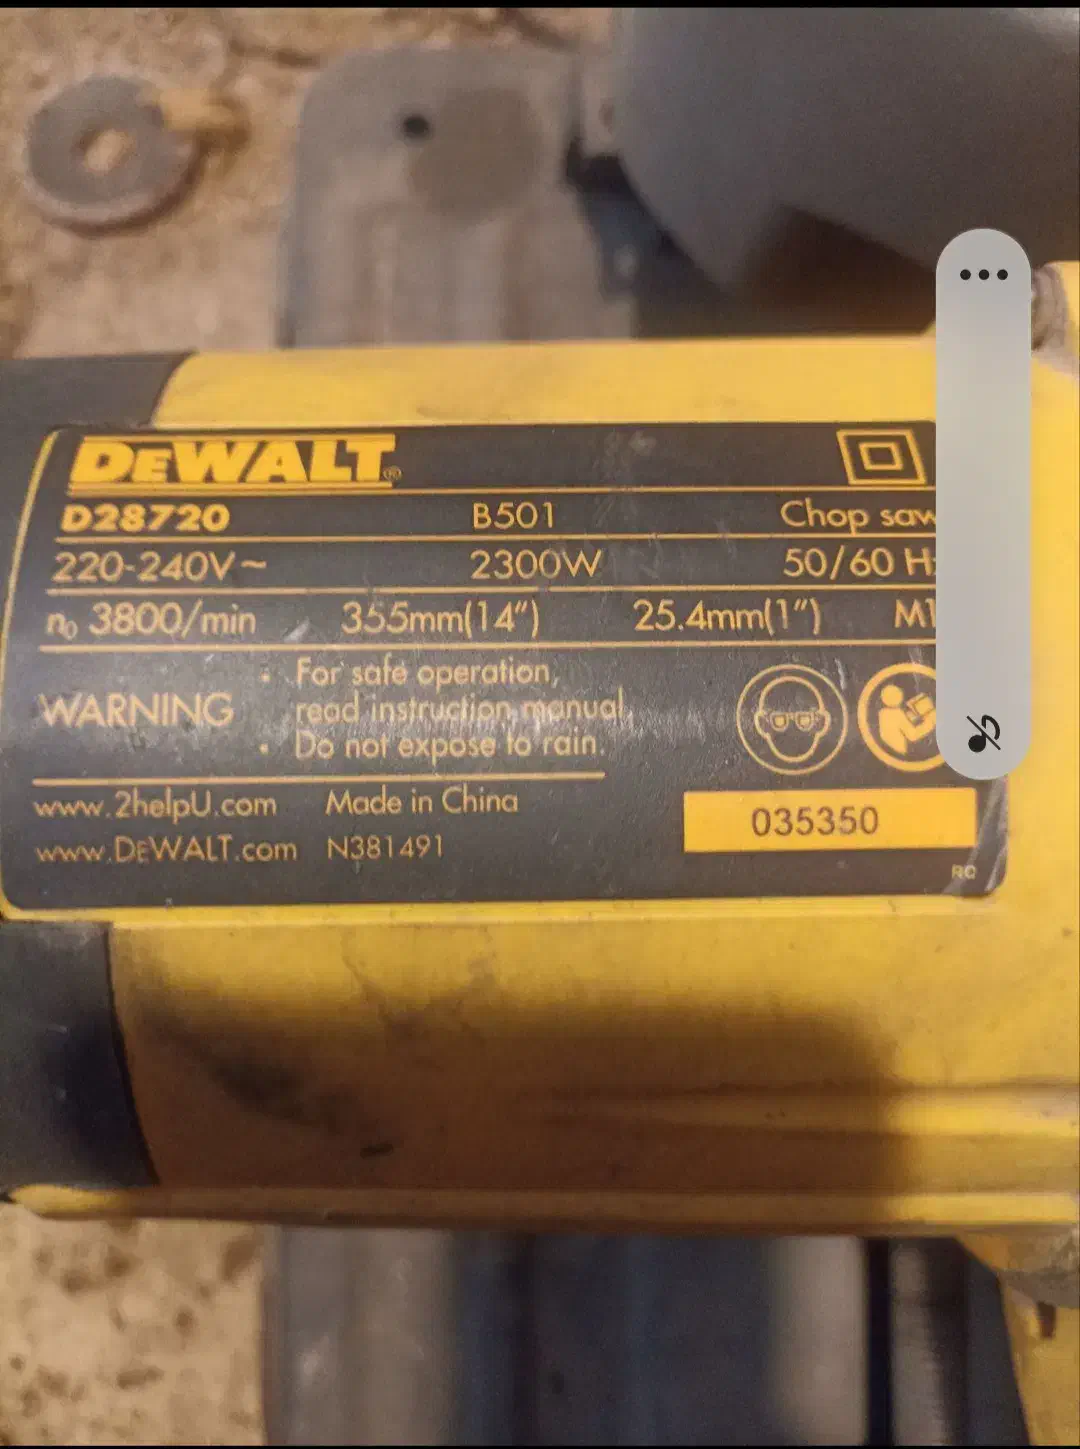 DEWALT®
D28720 B501 Chop saw
220-240V~ 2300W 50/60 H
n₀ 3800/min 355mm(14") 25.4mm(1") M1
WARNING
· For safe operation,
read instruction manual
· Do not expose to rain.
www.2helpU.com Made in China
www.DEWALT.com N381491
035350
RC